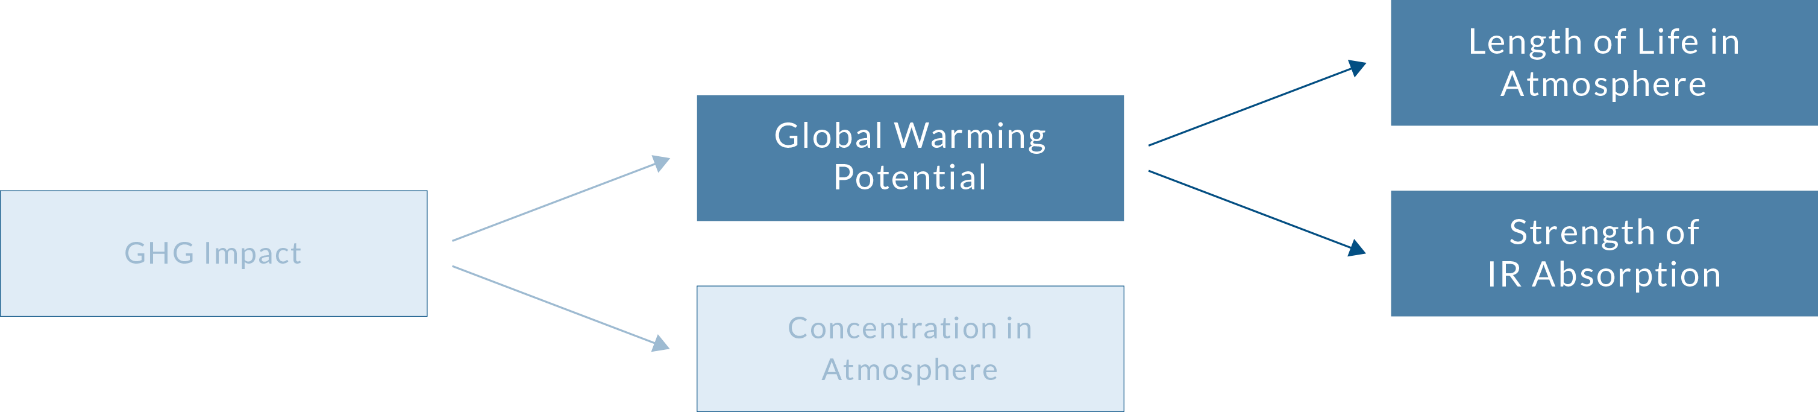 GHG Impact
Global Warming
Potential
Concentration in
Atmosphere
Length of Life in
Atmosphere
Strength of
IR Absorption